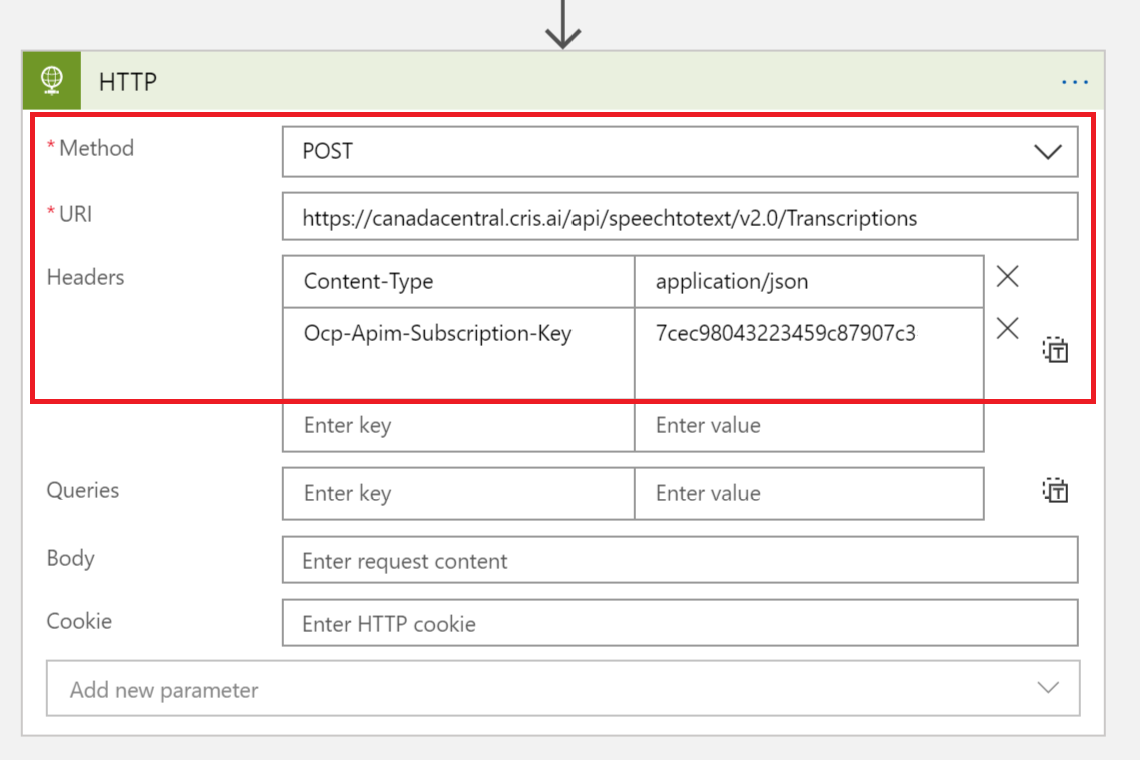 HTTP
* Method
POST
* URI
https://canadacentral.cris.ai/api/speechtotext/v2.0/Transcriptions
Headers
Content-Type
application/json
Ocp-Apim-Subscription-Key
7cec98043223459c87907c3
Enter key
Enter value
Queries
Enter key
Enter value
Body
Enter request content
Cookie
Enter HTTP cookie
Add new parameter